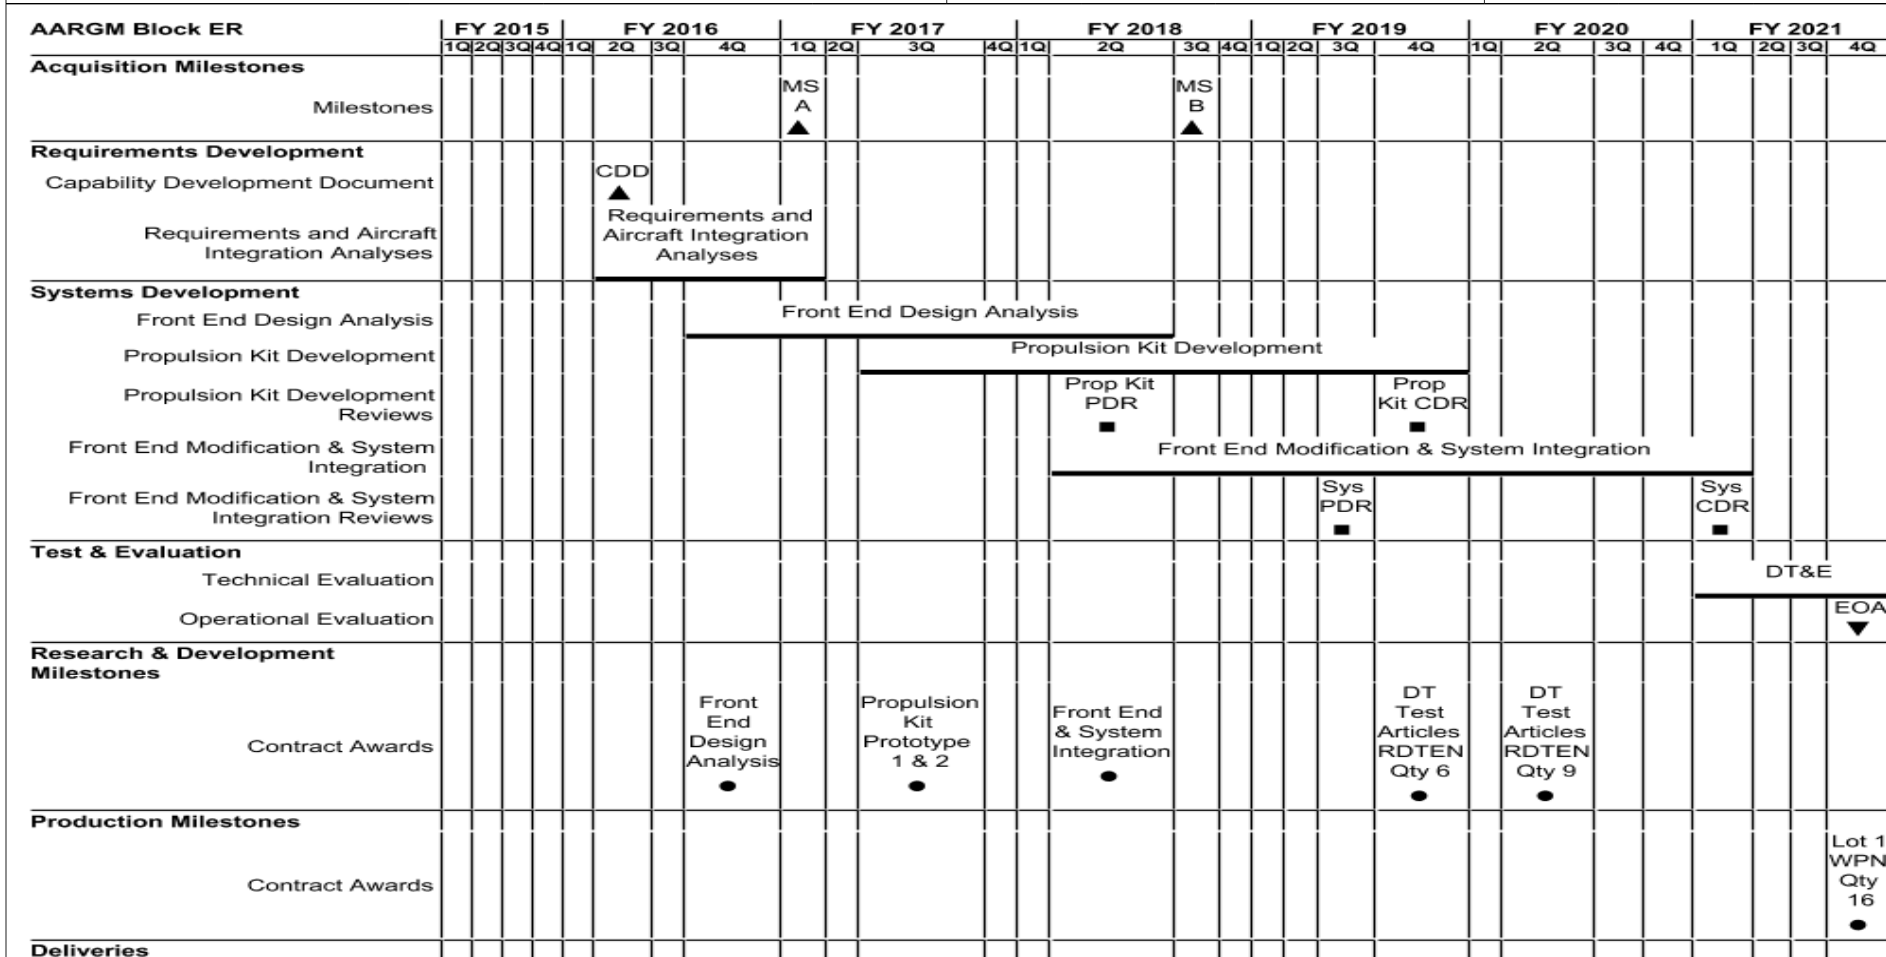 AARGM Block ER FY 2015 FY 2016 FY 2017 FY 2018 FY 2019 FY 2020 FY 2021
1Q 2Q 3Q 4Q 1Q 2Q 3Q 4Q 1Q 2Q 3Q 4Q 1Q 2Q 3Q 4Q 1Q 2Q 3Q 4Q 1Q 2Q 3Q 4Q 1Q 2Q 3Q 4Q
Acquisition Milestones
Milestones
MS
A
MS
B
Requirements Development
Capability Development Document
CDD
Requirements and Aircraft
Integration Analyses
Requirements and
Aircraft Integration
Analyses
Systems Development
Front End Design Analysis
Front End Design Analysis
Propulsion Kit Development
Propulsion Kit Development
Propulsion Kit Development
Reviews
Prop Kit
PDR
Prop
Kit CDR
Front End Modification & System
Integration
Front End Modification & System Integration
Front End Modification & System
Integration Reviews
Sys
PDR
Sys
CDR
Test & Evaluation
Technical Evaluation
DT&E
Operational Evaluation
EOA
Research & Development
Milestones
Contract Awards
Front
End
Design
Analysis
Propulsion
Kit
Prototype
1 & 2
Front End
& System
Integration
DT
Test
Articles
RDTEN
Qty 6
DT
Test
Articles
RDTEN
Qty 9
Production Milestones
Contract Awards
Lot 1
WPN
Qty
16
Deliveries